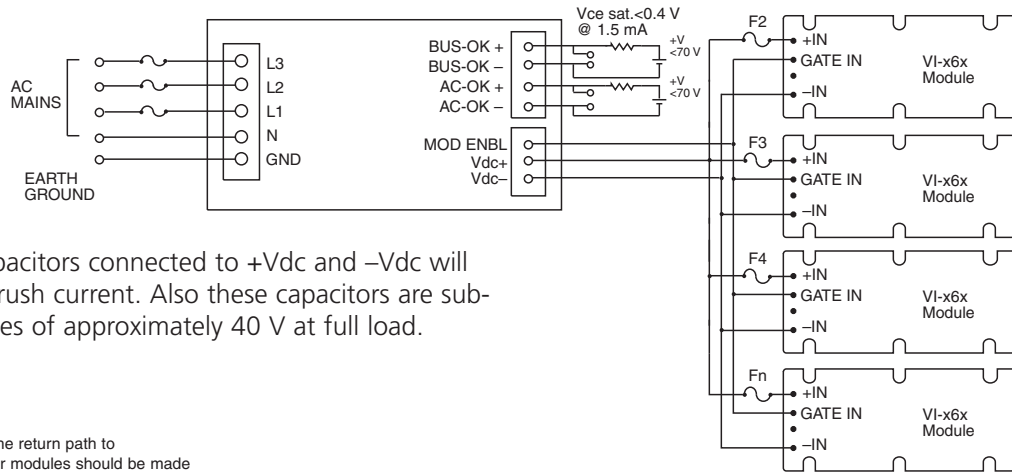 Vce sat.<0.4 V
@ 1.5 mA
+V
<70 V
+V
<70 V
BUS-OK +
BUS-OK –
AC-OK +
AC-OK –
MOD ENBL
Vdc+
Vdc–
L3
L2
L1
N
GND
AC
MAINS
EARTH
GROUND
F2
+IN
GATE IN
–IN
VI-x6x
Module
F3
+IN
GATE IN
–IN
VI-x6x
Module
F4
+IN
GATE IN
–IN
VI-x6x
Module
Fn
+IN
GATE IN
–IN
VI-x6x
Module
pacitors connected to +Vdc and –Vdc will
rush current. Also these capacitors are sub-
es of approximately 40 V at full load.
ne return path to
r modules should be made